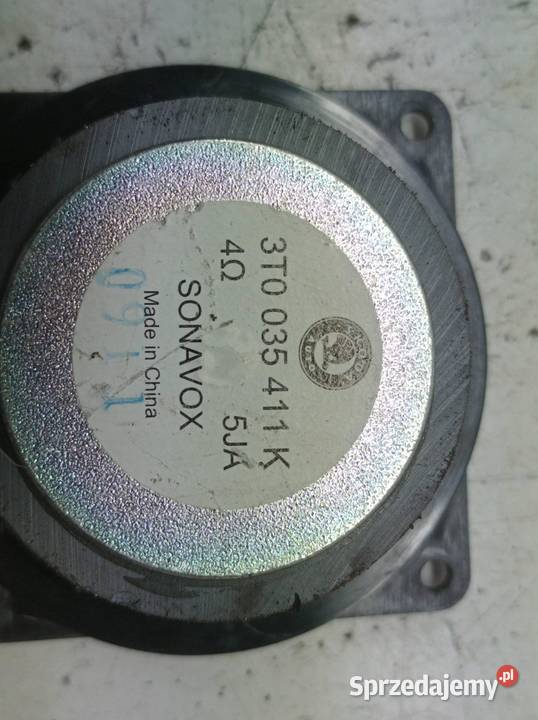 3T0 035 411 K
4Ω 5JA
SONAVOX
Made in China
Sprzedajemy.pl